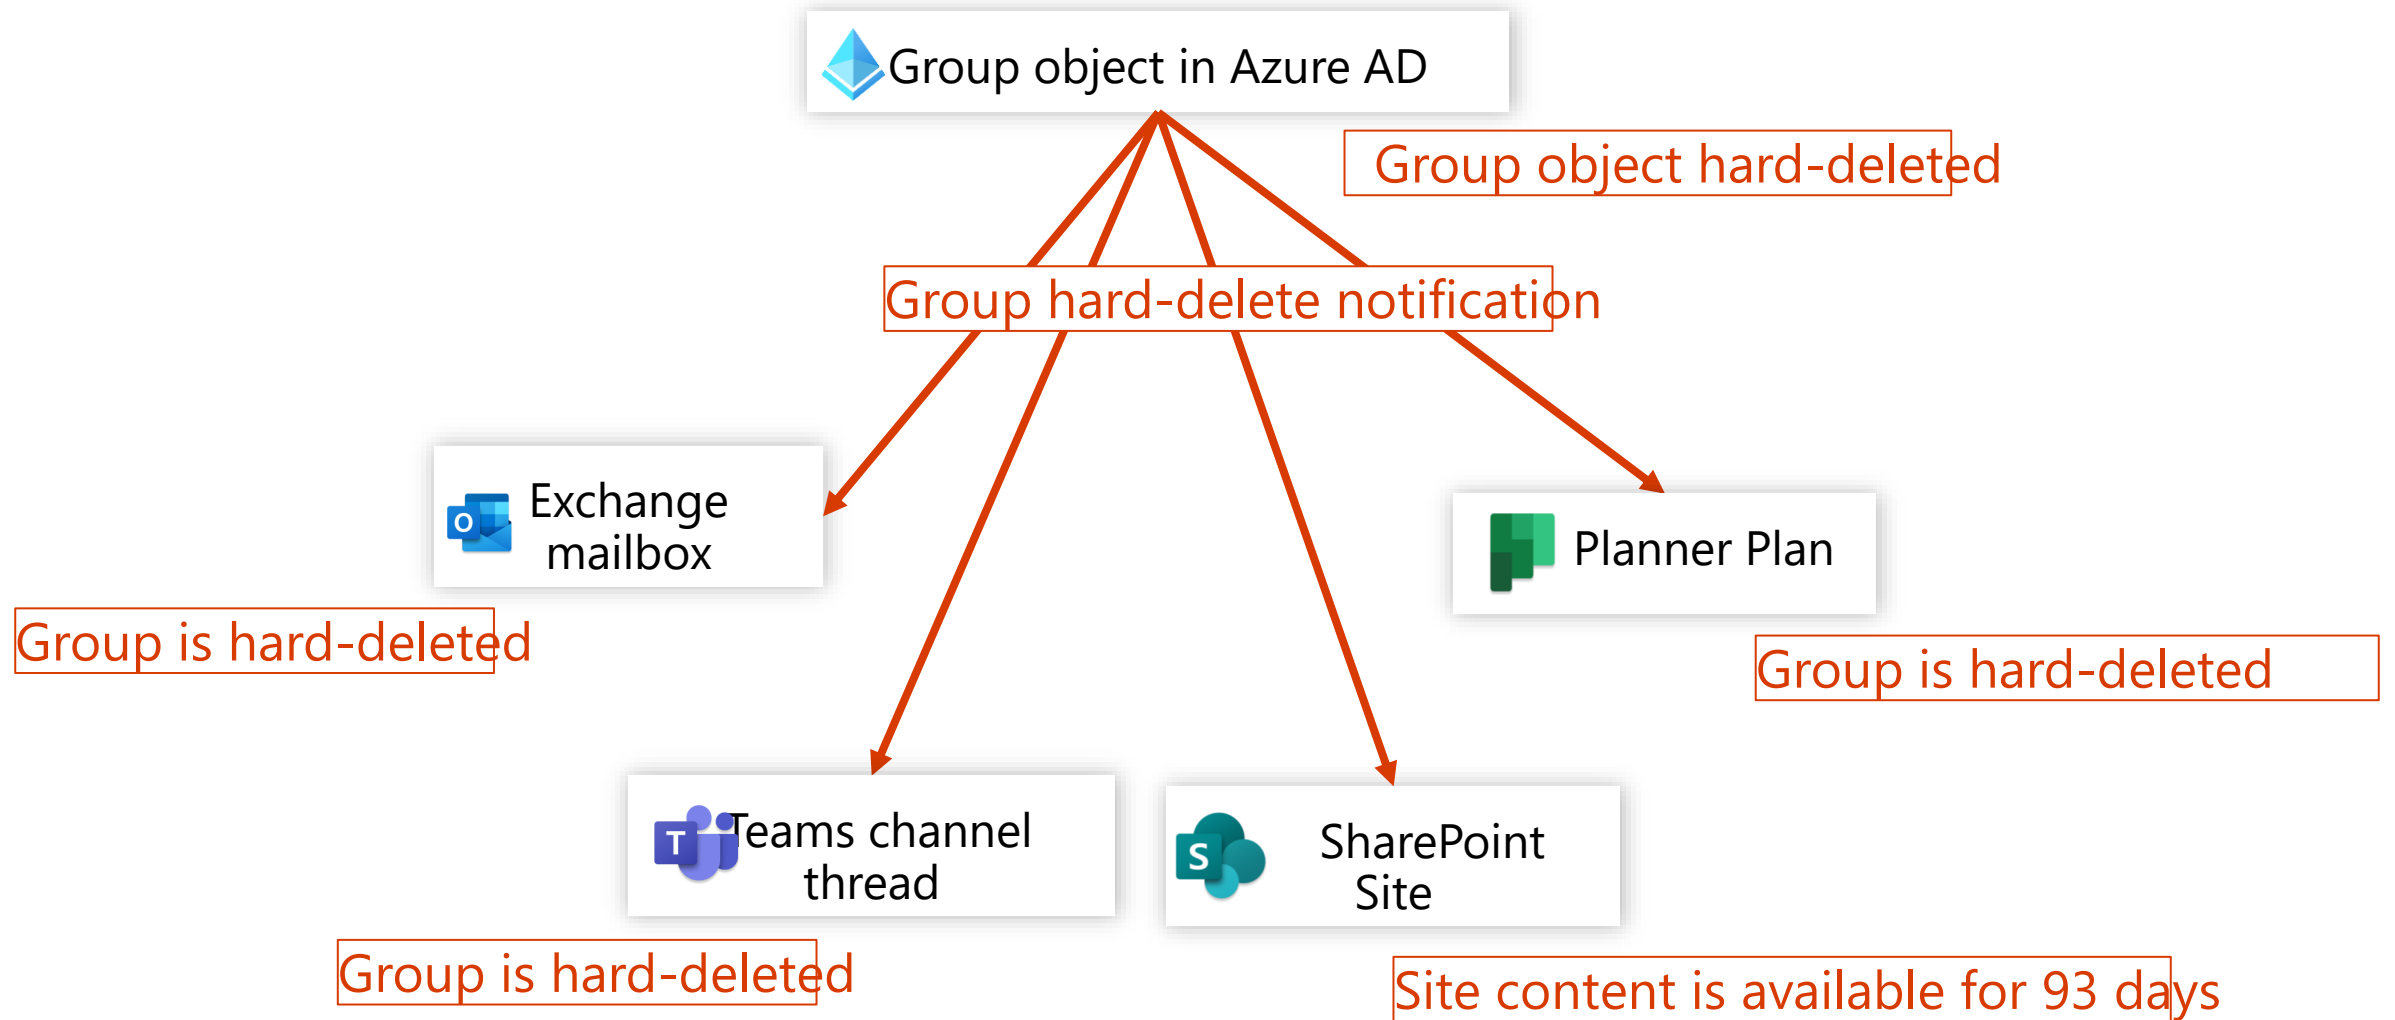 Group object in Azure AD
Group object hard-deleted
Group hard-delete notification
Exchange
mailbox
Planner Plan
Group is hard-deleted
Group is hard-deleted
Teams channel
thread
SharePoint
Site
Group is hard-deleted
Site content is available for 93 days